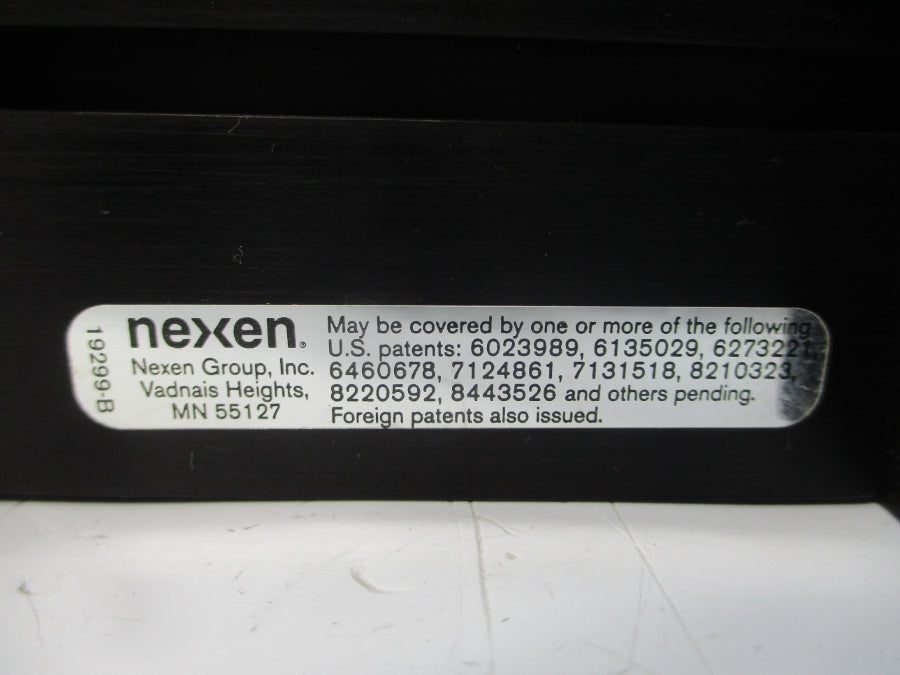 19299-B
nexen®
Nexen Group, Inc.
Vadnais Heights,
MN 55127
May be covered by one or more of the following
U.S. patents: 6023989, 6135029, 6273221,
6460678, 7124861, 7131518, 8210323,
8220592, 8443526 and others pending.
Foreign patents also issued.